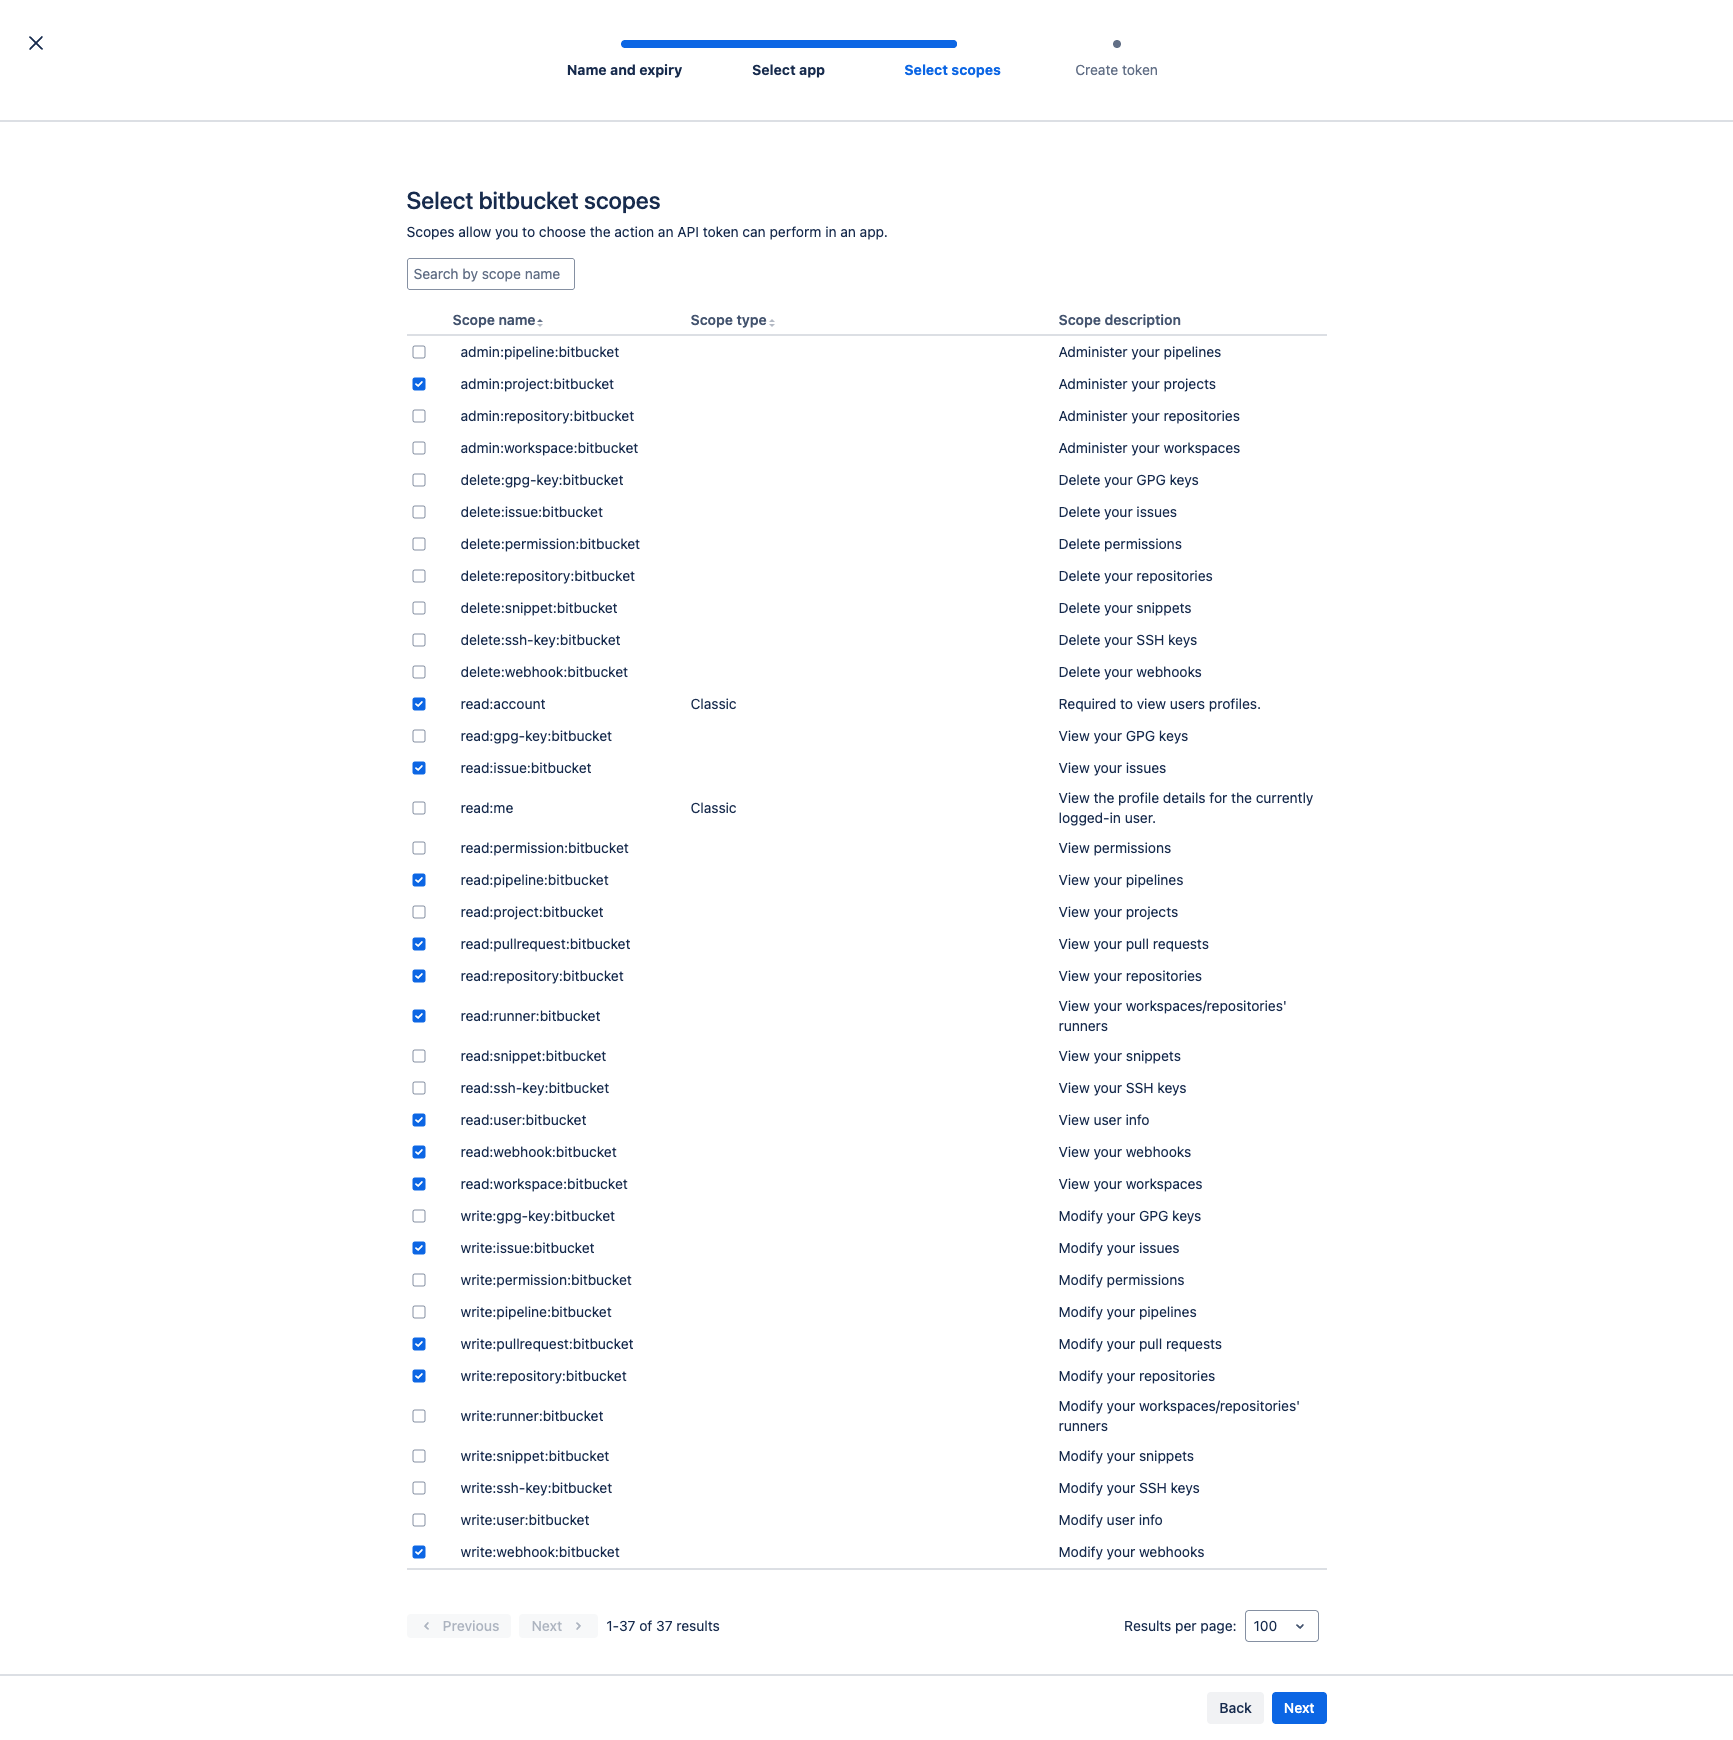 Name and expiry
Select app
Select scopes
Create token
Select bitbucket scopes
Scopes allow you to choose the action an API token can perform in an app.
Search by scope name
Scope name Scope type Scope description
admin:pipeline:bitbucket Administer your pipelines
admin:project:bitbucket Administer your projects
admin:repository:bitbucket Administer your repositories
admin:workspace:bitbucket Administer your workspaces
delete:gpg-key:bitbucket Delete your GPG keys
delete:issue:bitbucket Delete your issues
delete:permission:bitbucket Delete permissions
delete:repository:bitbucket Delete your repositories
delete:snippet:bitbucket Delete your snippets
delete:ssh-key:bitbucket Delete your SSH keys
delete:webhook:bitbucket Delete your webhooks
read:account Classic Required to view users profiles.
read:gpg-key:bitbucket View your GPG keys
read:issue:bitbucket View your issues
read:me Classic View the profile details for the currently
logged-in user.
read:permission:bitbucket View permissions
read:pipeline:bitbucket View your pipelines
read:project:bitbucket View your projects
read:pullrequest:bitbucket View your pull requests
read:repository:bitbucket View your repositories
read:runner:bitbucket View your workspaces/repositories'
runners
read:snippet:bitbucket View your snippets
read:ssh-key:bitbucket View your SSH keys
read:user:bitbucket View user info
read:webhook:bitbucket View your webhooks
read:workspace:bitbucket View your workspaces
write:gpg-key:bitbucket Modify your GPG keys
write:issue:bitbucket Modify your issues
write:permission:bitbucket Modify permissions
write:pipeline:bitbucket Modify your pipelines
write:pullrequest:bitbucket Modify your pull requests
write:repository:bitbucket Modify your repositories
write:runner:bitbucket Modify your workspaces/repositories'
runners
write:snippet:bitbucket Modify your snippets
write:ssh-key:bitbucket Modify your SSH keys
write:user:bitbucket Modify user info
write:webhook:bitbucket Modify your webhooks
Previous Next 1-37 of 37 results Results per page: 100
Back Next